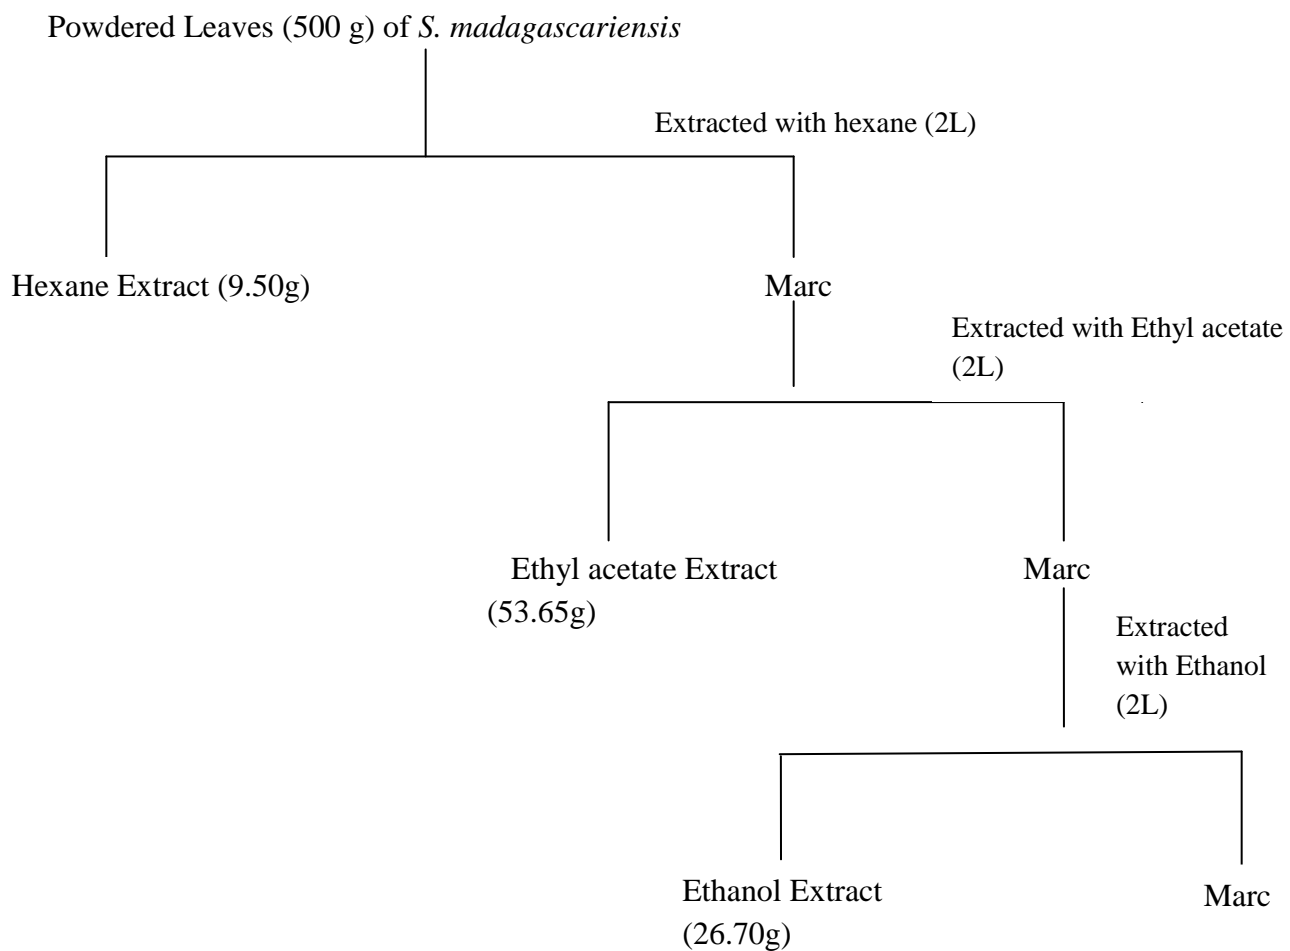 Powdered Leaves (500 g) of S. madagascariensis
Extracted with hexane (2L)
Hexane Extract (9.50g)
Marc
Extracted with Ethyl acetate
(2L)
Ethyl acetate Extract
(53.65g)
Marc
Extracted
with Ethanol
(2L)
Ethanol Extract
(26.70g)
Marc